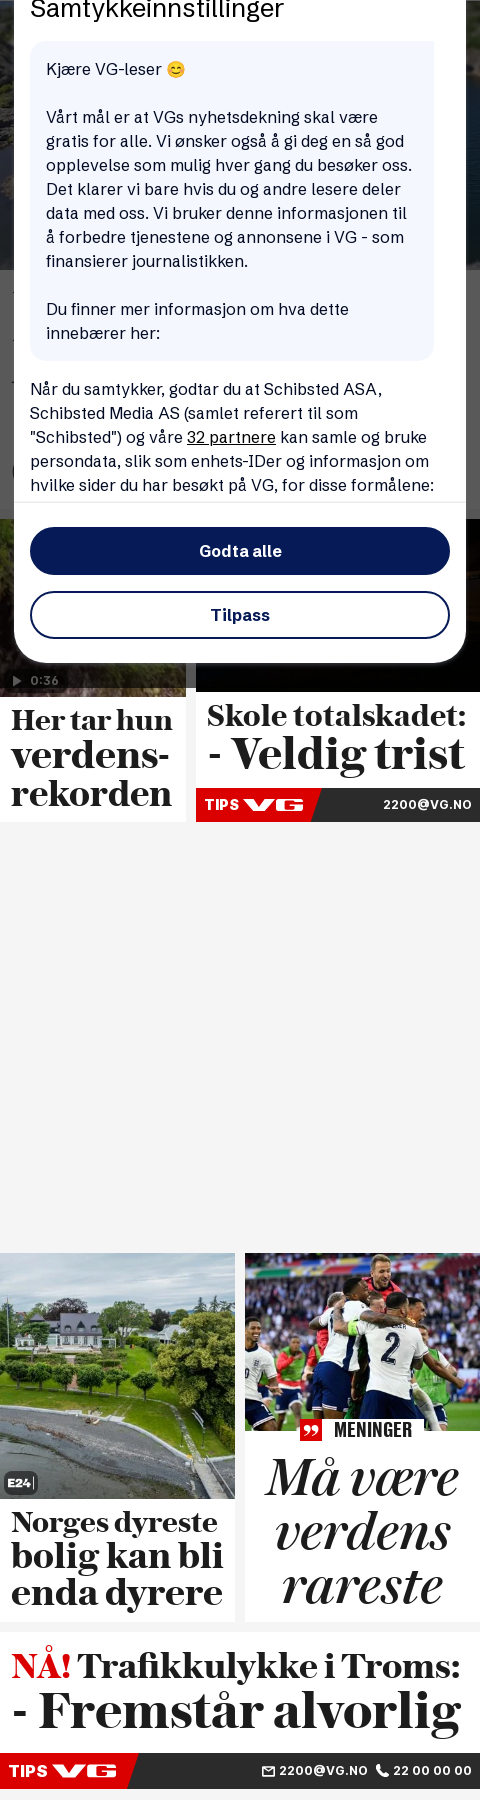 Samtykkeinnstillinger
Kjære VG-leser 😊
Vårt mål er at VGs nyhetsdekning skal være
gratis for alle. Vi ønsker også å gi deg en så god
opplevelse som mulig hver gang du besøker oss.
Det klarer vi bare hvis du og andre lesere deler
data med oss. Vi bruker denne informasjonen til
å forbedre tjenestene og annonsene i VG - som
finansierer journalistikken.
Du finner mer informasjon om hva dette
innebærer her:
Når du samtykker, godtar du at Schibsted ASA,
Schibsted Media AS (samlet referert til som
"Schibsted") og våre 32 partnere kan samle og bruke
persondata, slik som enhets-IDer og informasjon om
hvilke sider du har besøkt på VG, for disse formålene:
Godta alle
Tilpass
0:36
Her tar hun
verdens-
rekorden
Skole totalskadet:
- Veldig trist
TIPS VG 2200@VG.NO
E24
Norges dyreste
bolig kan bli
enda dyrere
2
MENINGER
Må være
verdens
rareste
NÅ! Trafikkulykke i Troms:
- Fremstår alvorlig
TIPS VG 2200@VG.NO 22 00 00 00